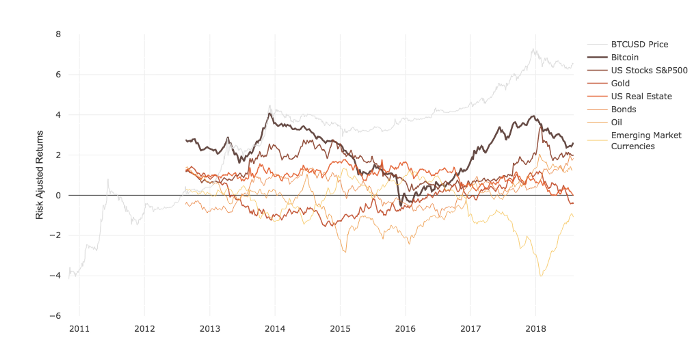 8
6
4
2
0
−2
−4
−6
Risk Ajusted Returns
2011 2012 2013 2014 2015 2016 2017 2018
BTCUSD Price
Bitcoin
US Stocks S&P500
Gold
US Real Estate
Bonds
Oil
Emerging Market
Currencies